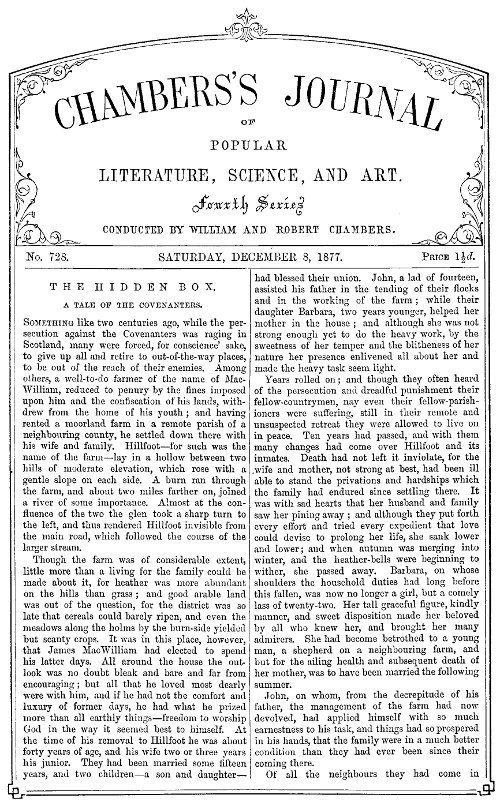 CHAMBERS'S JOURNAL
OF
POPULAR
LITERATURE, SCIENCE, AND ART.
Fourth Series
CONDUCTED BY WILLIAM AND ROBERT CHAMBERS.
No. 728. SATURDAY, DECEMBER 8, 1877. PRICE 1½d.
THE HIDDEN BOX.
A TALE OF THE COVENANTERS.
SOMETHING like two centuries ago, while the per-
secution against the Covenanters was raging in
Scotland, many were forced, for conscience' sake,
to give up all and retire to out-of-the-way places,
to be out of the reach of their enemies. Among
others, a well-to-do farmer of the name of Mac-
William, reduced to penury by the fines imposed
upon him and the confiscation of his lands, with-
drew from the home of his youth; and having
rented a moorland farm in a remote parish of a
neighbouring county, he settled down there with
his wife and family. Hillfoot—for such was the
name of the farm—lay in a hollow between two
hills of moderate elevation, which rose with a
gentle slope on each side. A burn ran through
the farm, and about two miles further on, joined
a river of some importance. Almost at the con-
fluence of the two the glen took a sharp turn to
the left, and thus rendered Hillfoot invisible from
the main road, which followed the course of the
larger stream.
Though the farm was of considerable extent,
little more than a living for the family could be
made about it, for heather was more abundant
on the hills than grass; and good arable land
was out of the question, for the district was so
late that cereals could barely ripen, and even the
meadows along the holms by the burn-side yielded
but scanty crops. It was in this place, however,
that James MacWilliam had elected to spend
his latter days. All around the house the out-
look was no doubt bleak and bare and far from
encouraging; but all that he loved most dearly
were with him, and if he had not the comfort and
luxury of former days, he had what he prized
more than all earthly things—freedom to worship
God in the way it seemed best to himself. At
the time of his removal to Hillfoot he was about
forty years of age, and his wife two or three years
his junior. They had been married some fifteen
years, and two children—a son and daughter—
had blessed their union. John, a lad of fourteen,
assisted his father in the tending of their flocks
and in the working of the farm; while their
daughter Barbara, two years younger, helped her
mother in the house; and although she was not
strong enough yet to do the heavy work, by the
sweetness of her temper and the blitheness of her
nature her presence enlivened all about her and
made the heavy task seem light.
Years rolled on; and though they often heard
of the persecution and dreadful punishment their
fellow-countrymen, nay even their fellow-parish-
ioners were suffering, still in their remote and
unsuspected retreat they were allowed to live on
in peace. Ten years had passed, and with them
many changes had come over Hillfoot and its
inmates. Death had not left it inviolate, for the
wife and mother, not strong at best, had been ill
able to stand the privations and hardships which
the family had endured since settling there. It
was with sad hearts that her husband and family
saw her pining away; and although they put forth
every effort and tried every expedient that love
could devise to prolong her life, she sank lower
and lower; and when autumn was merging into
winter, and the heather-bells were beginning to
wither, she passed away. Barbara, on whose
shoulders the household duties had long before
this fallen, was now no longer a girl, but a comely
lass of twenty-two. Her tall graceful figure, kindly
manner, and sweet disposition made her beloved
by all who knew her, and brought her many
admirers. She had become betrothed to a young
man, a shepherd on a neighbouring farm, and
but for the ailing health and subsequent death of
her mother, was to have been married the following
summer.
John, on whom, from the decrepitude of his
father, the management of the farm had now
devolved, had applied himself with so much
earnestness to his task, and things had so prospered
in his hands, that the family were in a much better
condition than they had ever been since their
coming there.
Of all the neighbours they had come in